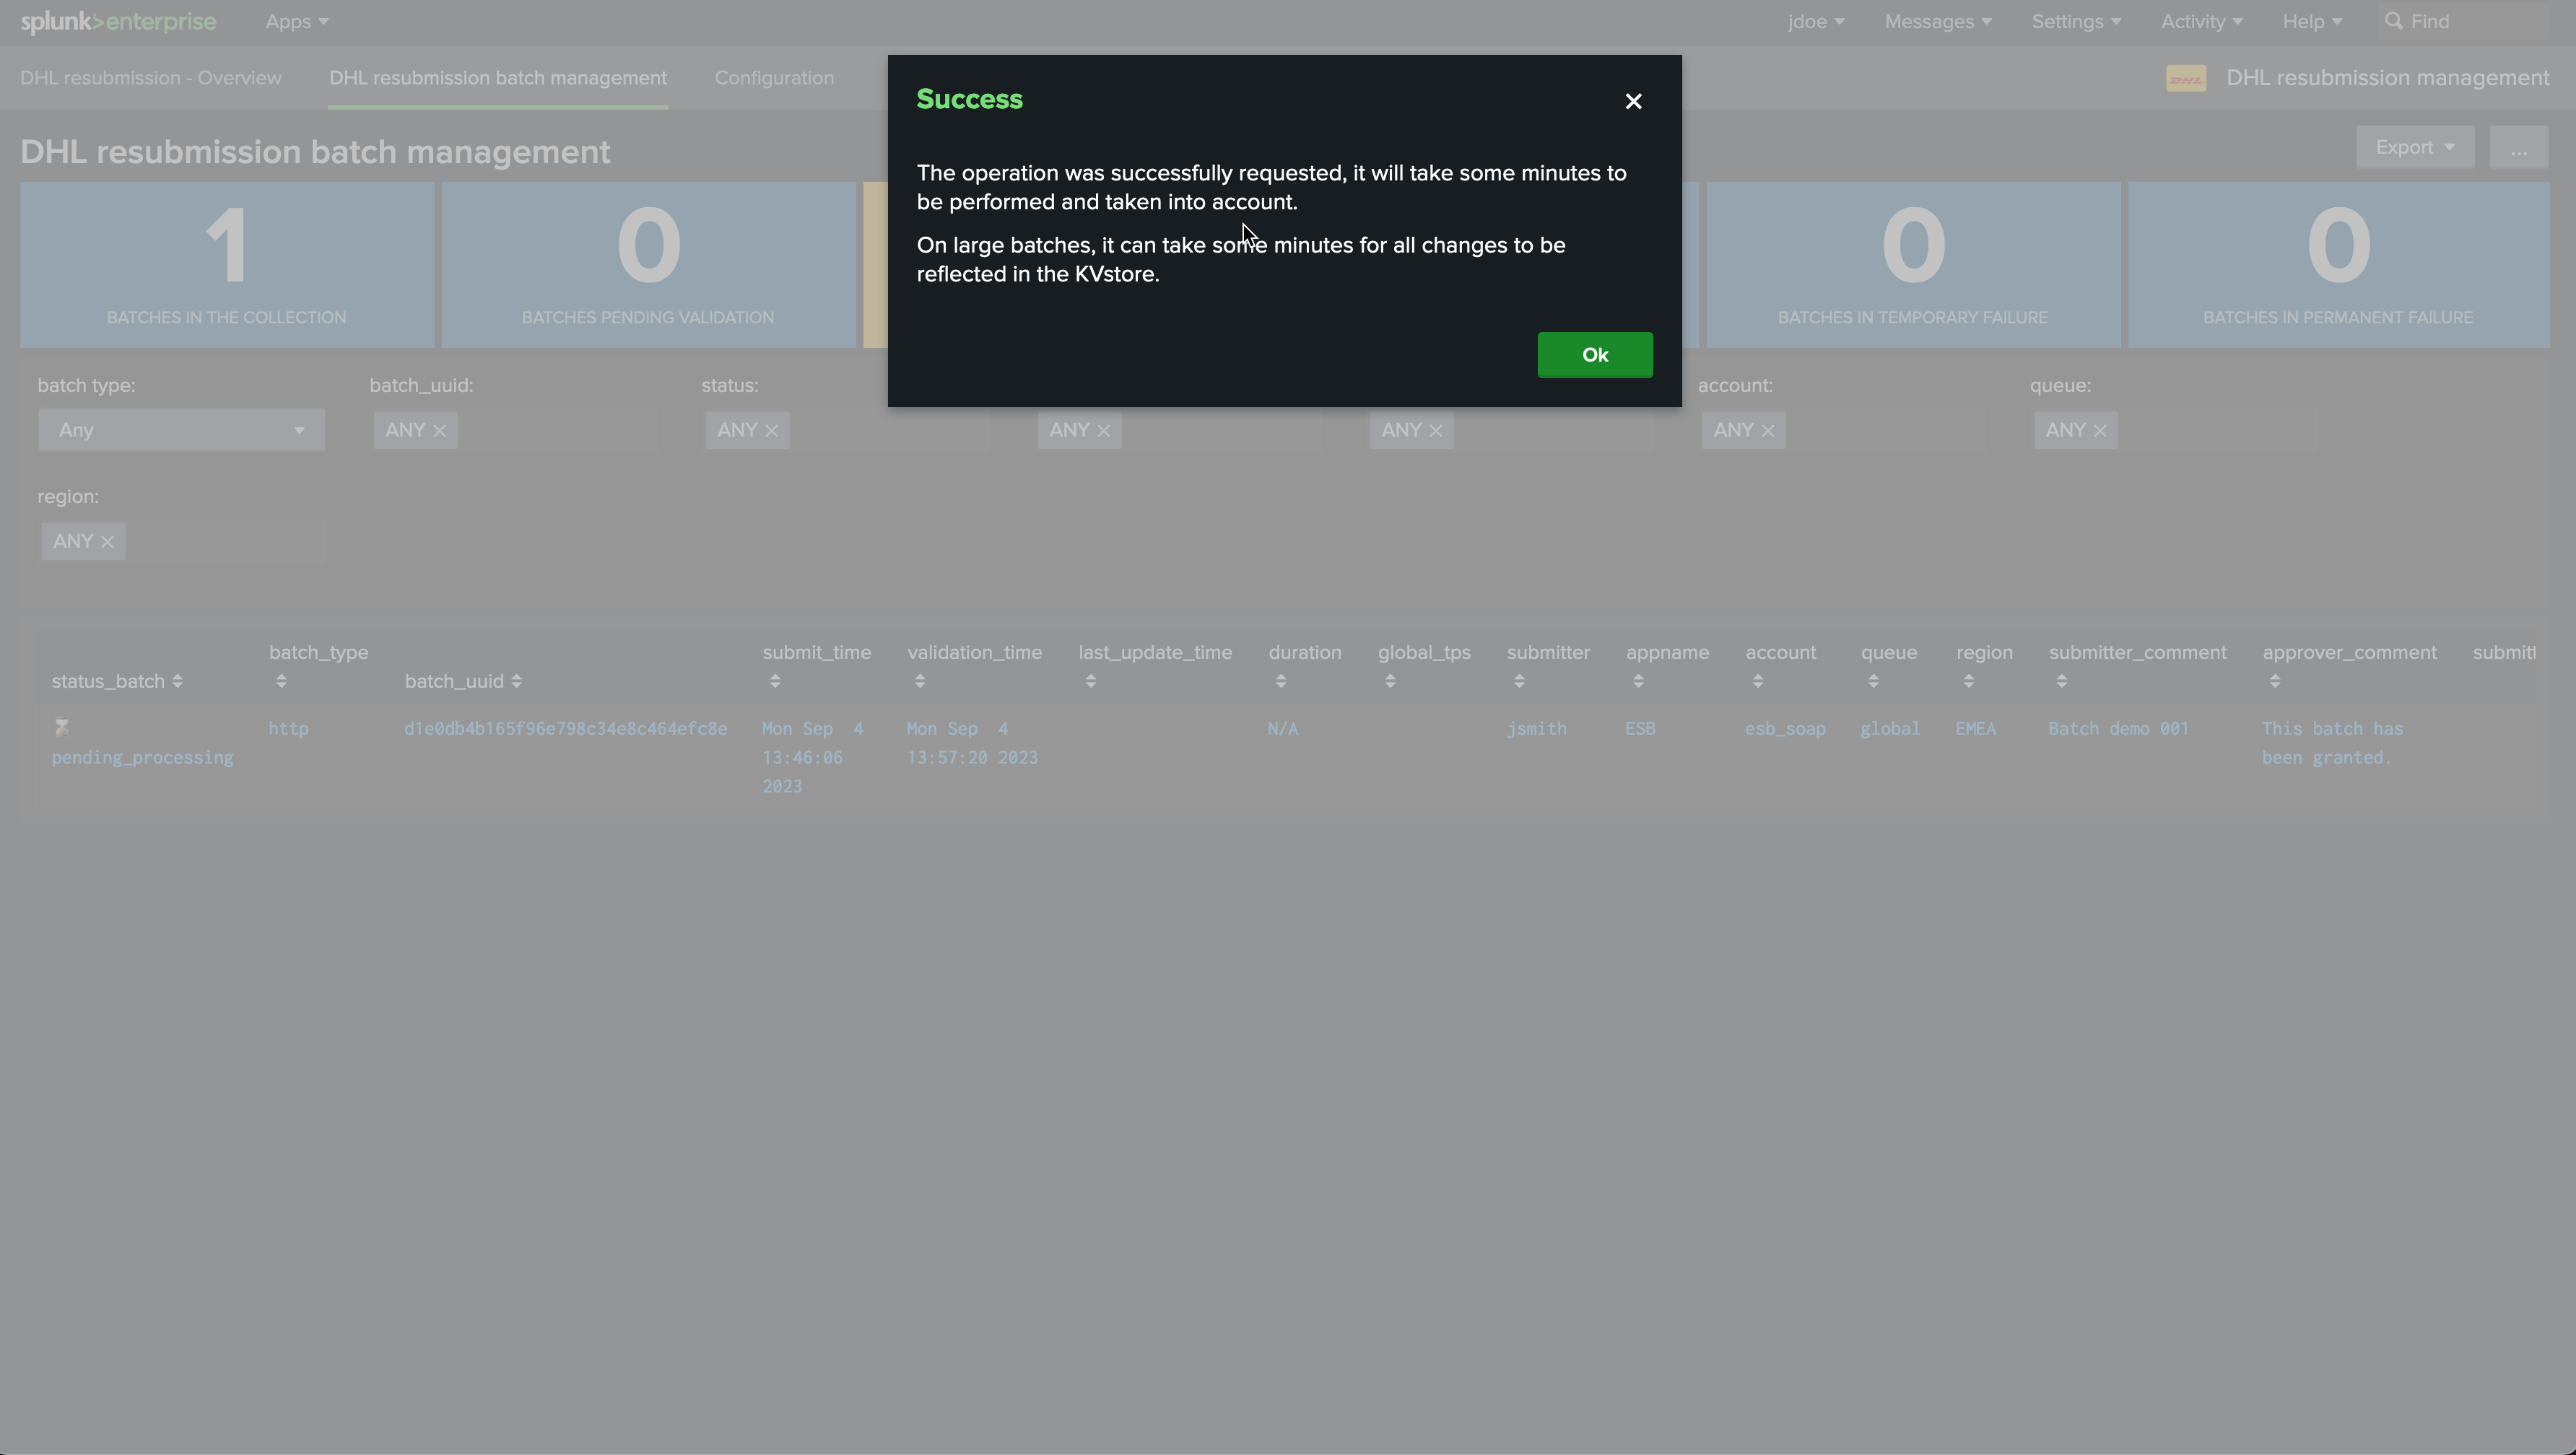 splunk>enterprise Apps jdoe Messages Settings Activity Help Find
DHL resubmission - Overview DHL resubmission batch management Configuration DHL DHL resubmission management
Success
The operation was successfully requested, it will take some minutes to
be performed and taken into account.
On large batches, it can take some minutes for all changes to be
reflected in the KVstore.
Ok
DHL resubmission batch management Export ...
1 0 0 0
BATCHES IN THE COLLECTION BATCHES PENDING VALIDATION BATCHES IN TEMPORARY FAILURE BATCHES IN PERMANENT FAILURE
batch type: batch_uuid: status: account: queue:
Any ANY ANY ANY ANY ANY ANY
region:
ANY
batch_type submit_time validation_time last_update_time duration global_tps submitter appname account queue region submitter_comment approver_comment submitt
status_batch batch_uuid
http d1e0db4b165f96e798c34e8c464efc8e Mon Sep 4 Mon Sep 4 N/A jsmith ESB esb_soap global EMEA Batch demo 001 This batch has
pending_processing 13:46:06 13:57:20 2023 been granted.
2023